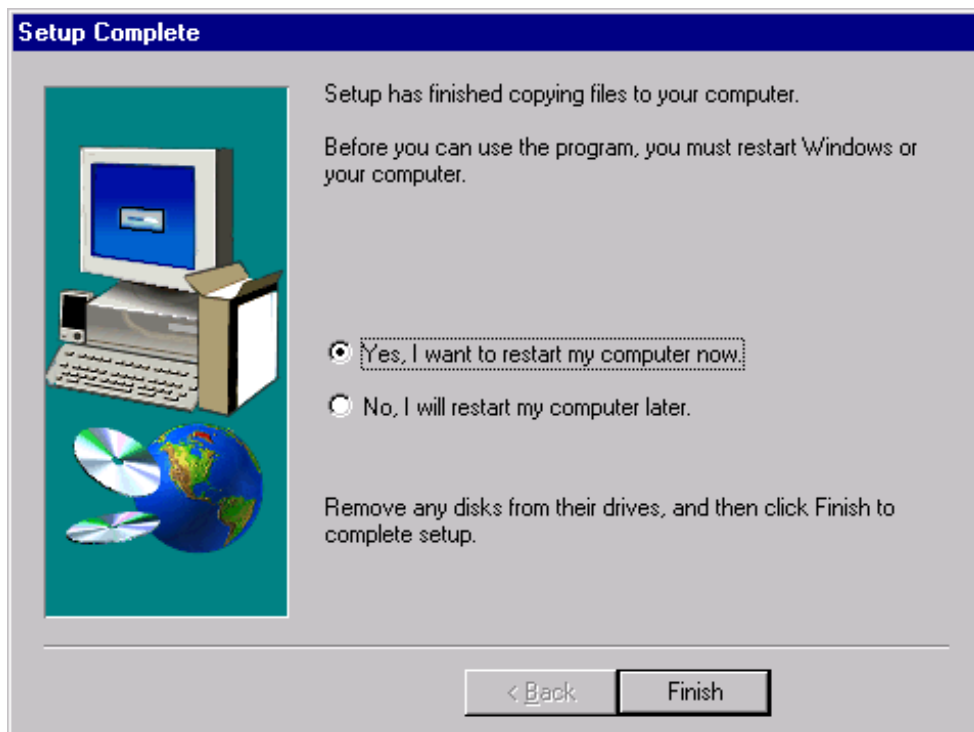 Setup Complete
Setup has finished copying files to your computer.
Before you can use the program, you must restart Windows or
your computer.
Yes, I want to restart my computer now.
No, I will restart my computer later.
Remove any disks from their drives, and then click Finish to
complete setup.
< Back
Finish